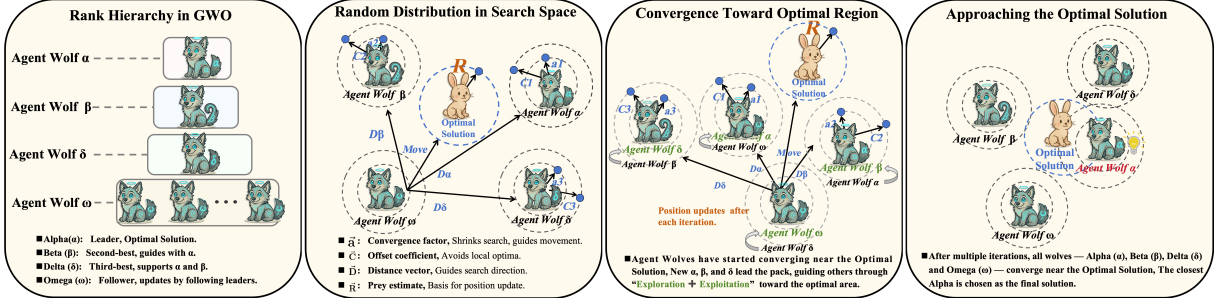 Rank Hierarchy in GWO
Agent Wolf α
Agent Wolf β
Agent Wolf δ
Agent Wolf ω
■Alpha(α): Leader, Optimal Solution.
■Beta (β): Second-best, guides with α.
■Delta (δ): Third-best, supports α and β.
■Omega (ω): Follower, updates by following leaders.
Random Distribution in Search Space
C2
Agent Wolf β
R
Optimal
Solution
a1
C1
Agent Wolf α
Dβ
Move
Dα
Dδ
Agent Wolf ω
a3
C3
Agent Wolf δ
■ a: Convergence factor, Shrinks search, guides movement.
■ C: Offset coefficient, Avoids local optima.
■ D: Distance vector, Guides search direction.
■ R: Prey estimate, Basis for position update.
Convergence Toward Optimal Region
R
Optimal
Solution
C3
a3
Agent Wolf δ
Agent Wolf β
C1
a1
Agent Wolf α
Agent Wolf ω
C2
Agent Wolf β
Agent Wolf α
Move
Dα
Dβ
Dδ
Position updates after
each iteration.
Agent Wolf ω
Agent Wolf δ
■Agent Wolves have started converging near the Optimal
Solution, New α, β, and δ lead the pack, guiding others through
“Exploration + Exploitation” toward the optimal area.
Approaching the Optimal Solution
Agent Wolf δ
Agent Wolf β
Optimal
Solution
Agent Wolf α
Agent Wolf ω
■After multiple iterations, all wolves — Alpha (α), Beta (β), Delta (δ)
and Omega (ω) — converge near the Optimal Solution, The closest
Alpha is chosen as the final solution.